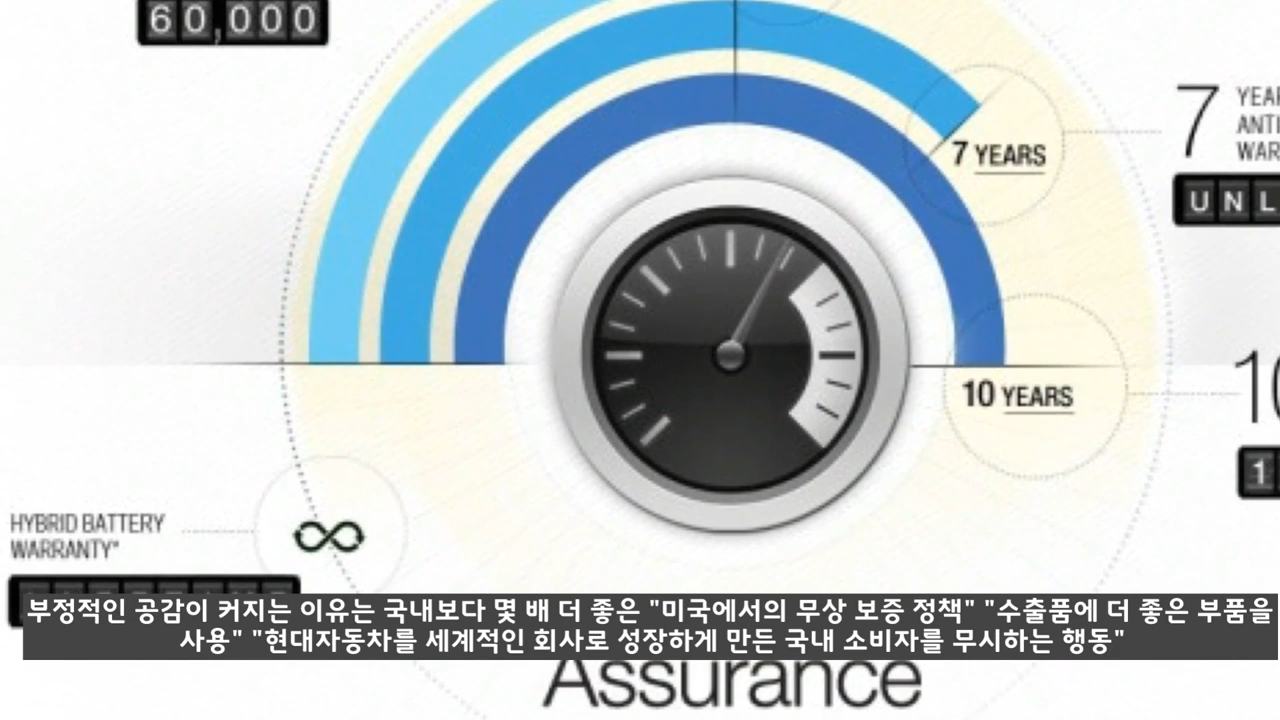 60,000
7 YEARS
7
10 YEARS
HYBRID BATTERY
WARRANTY*
부정적인 공감이 커지는 이유는 국내보다 몇 배 더 좋은 "미국에서의 무상 보증 정책" "수출품에 더 좋은 부품을
사용" "현대자동차를 세계적인 회사로 성장하게 만든 국내 소비자를 무시하는 행동"
Assurance